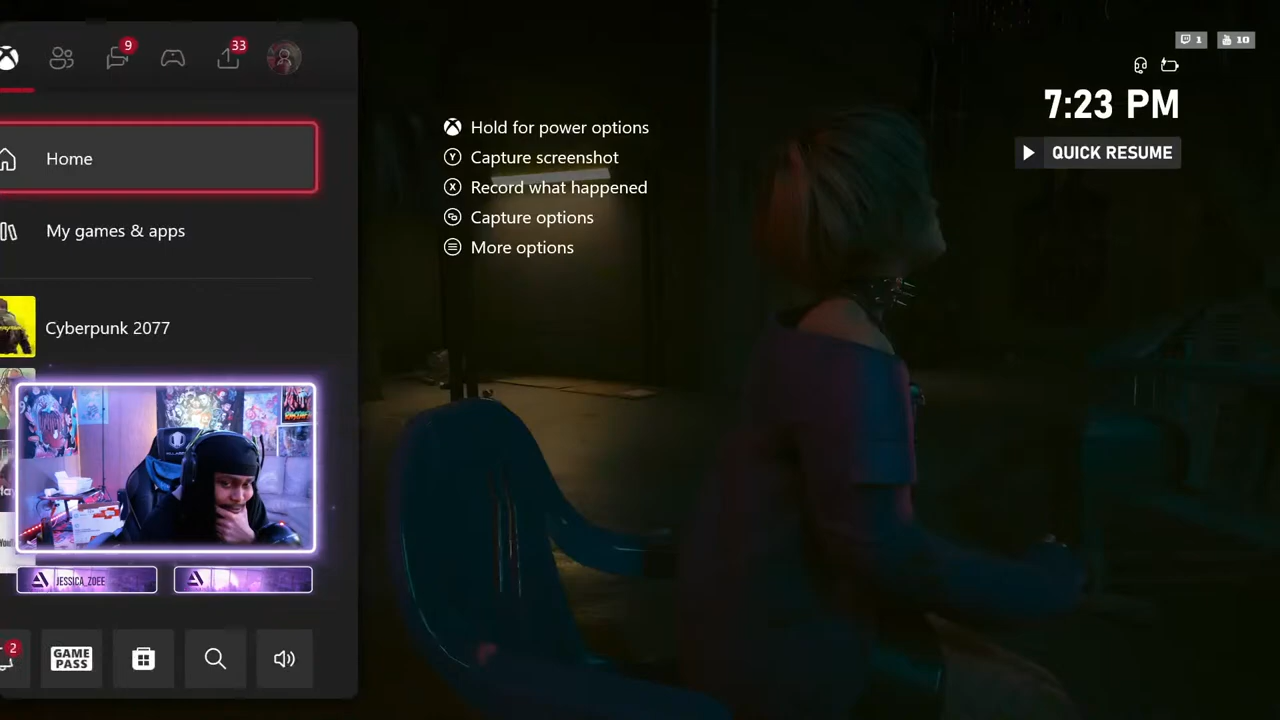 9
33
1
10
7:23 PM
QUICK RESUME
Hold for power options
Y Capture screenshot
X Record what happened
Capture options
More options
Home
My games & apps
Cyberpunk 2077
JESSICA_ZOEE
2
GAME
PASS